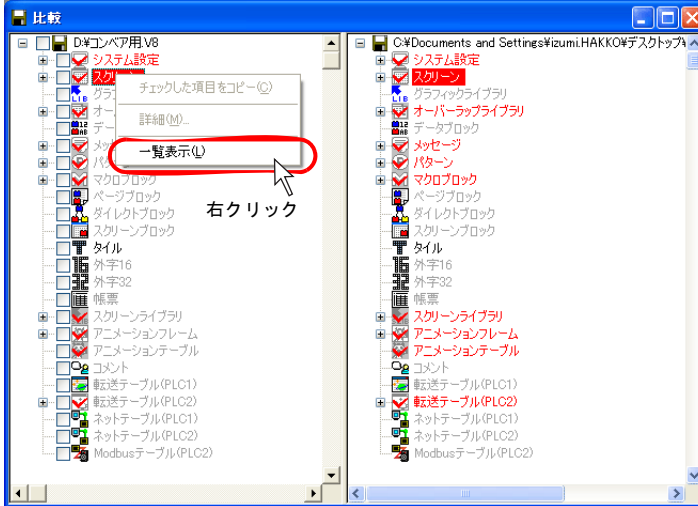 比較
D:¥コンベア用.V8
システム設定
スクリーン
チェックした項目をコピー(C)
詳細(M)...
一覧表示(L)
右クリック
マクロブロック
ページブロック
ダイレクトブロック
スクリーンブロック
タイル
外字16
外字32
帳票
スクリーンライブラリ
アニメーションフレーム
アニメーションテーブル
コメント
転送テーブル(PLC1)
転送テーブル(PLC2)
ネットテーブル(PLC1)
ネットテーブル(PLC2)
Modbusテーブル(PLC2)
C:¥Documents and Settings¥izumi.HAKKO¥デスクトップ¥
システム設定
スクリーン
グラフィックライブラリ
オーバーラップライブラリ
データブロック
メッセージ
パターン
マクロブロック
ページブロック
ダイレクトブロック
スクリーンブロック
タイル
外字16
外字32
帳票
スクリーンライブラリ
アニメーションフレーム
アニメーションテーブル
コメント
転送テーブル(PLC1)
転送テーブル(PLC2)
ネットテーブル(PLC1)
ネットテーブル(PLC2)
Modbusテーブル(PLC2)